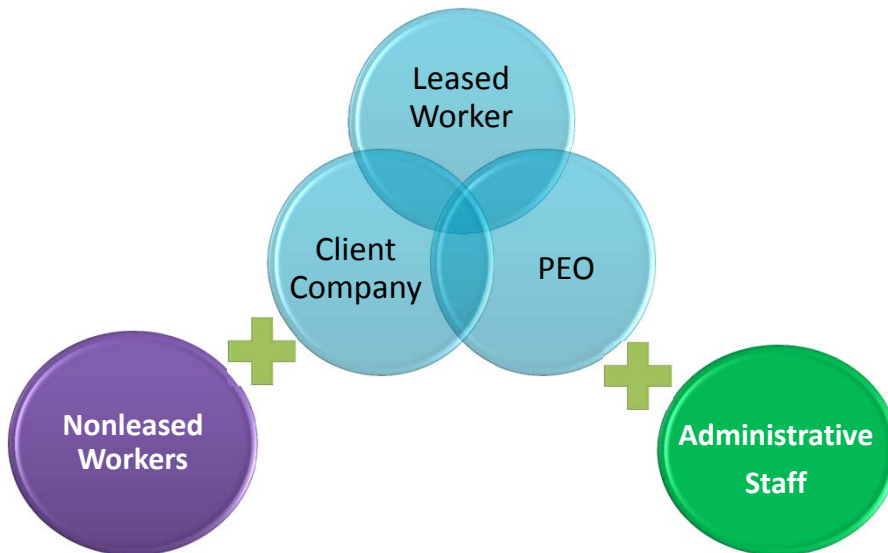 Leased
Worker
Client
Company
PEO
Nonleased
Workers
Administrative
Staff